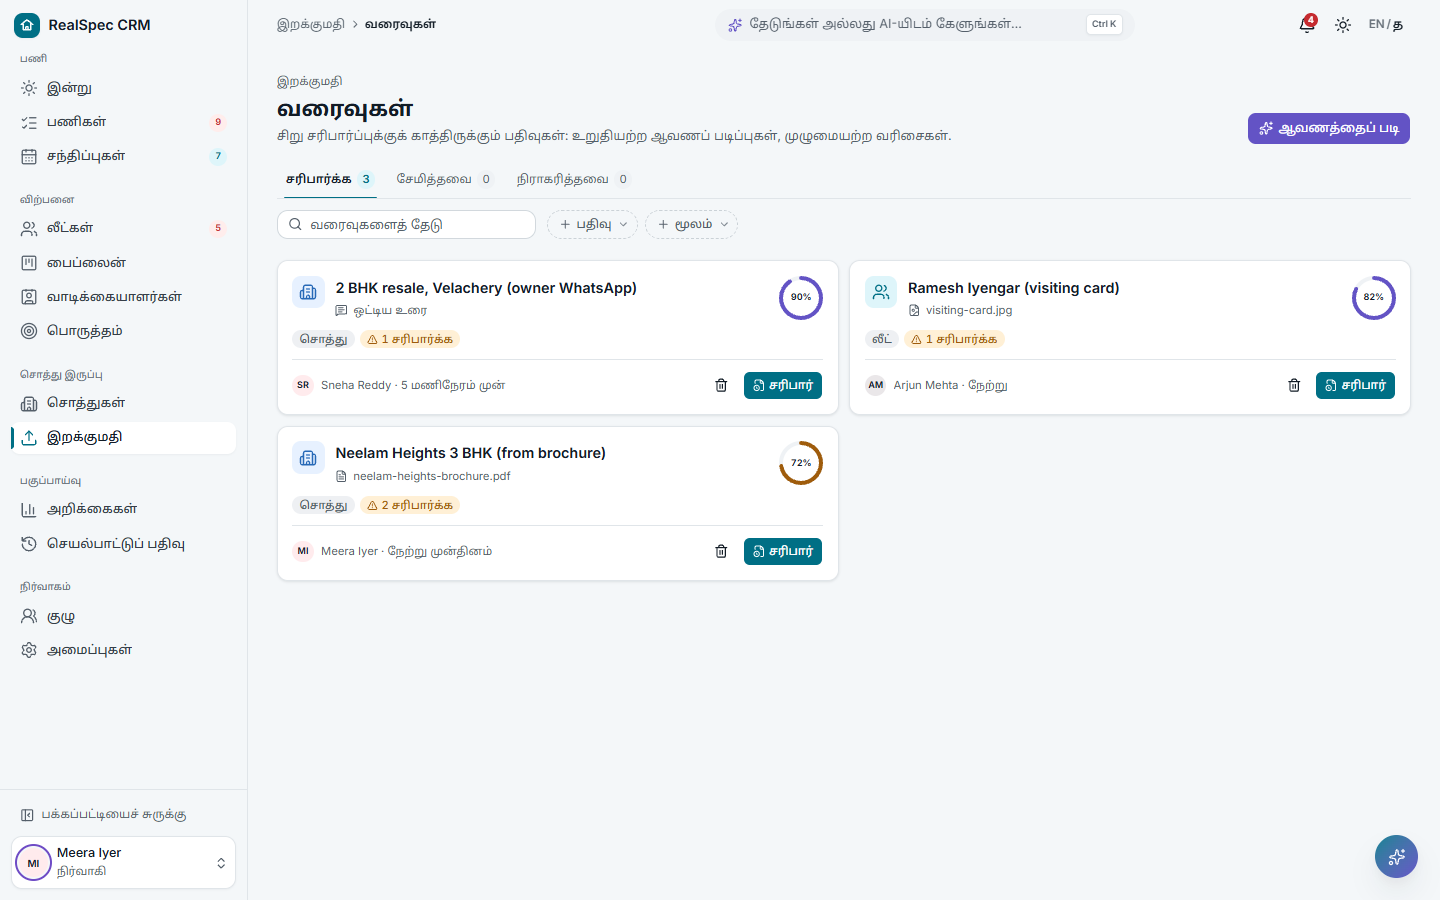 RealSpec CRM
பணி
இன்று
பணிகள் 9
சந்திப்புகள் 7
விற்பனை
லீட்கள் 5
பைப்லைன்
வாடிக்கையாளர்கள்
பொருத்தம்
சொத்து இருப்பு
சொத்துகள்
இறக்குமதி
பகுப்பாய்வு
அறிக்கைகள்
செயல்பாட்டுப் பதிவு
நிர்வாகம்
குழு
அமைப்புகள்
பக்கப்பட்டியைச் சுருக்கு
MI Meera Iyer
நிர்வாகி
இறக்குமதி > வரைவுகள்
தேடுங்கள் அல்லது AI-யிடம் கேளுங்கள்... Ctrl K
4 EN / த
இறக்குமதி
வரைவுகள்
சிறு சரிபார்ப்புக்குக் காத்திருக்கும் பதிவுகள்: உறுதியற்ற ஆவணப் படிப்புகள், முழுமையற்ற வரிசைகள்.
ஆவணத்தைப் படி
சரிபார்க்க 3 சேமித்தவை 0 நிராகரித்தவை 0
வரைவுகளைத் தேடு + பதிவு + மூலம்
2 BHK resale, Velachery (owner WhatsApp) 90%
ஒட்டிய உரை
சொத்து 1 சரிபார்க்க
SR Sneha Reddy · 5 மணிநேரம் முன் சரிபார்
Ramesh Iyengar (visiting card) 82%
visiting-card.jpg
லீட் 1 சரிபார்க்க
AM Arjun Mehta · நேற்று சரிபார்
Neelam Heights 3 BHK (from brochure) 72%
neelam-heights-brochure.pdf
சொத்து 2 சரிபார்க்க
MI Meera Iyer · நேற்று முன்தினம் சரிபார்